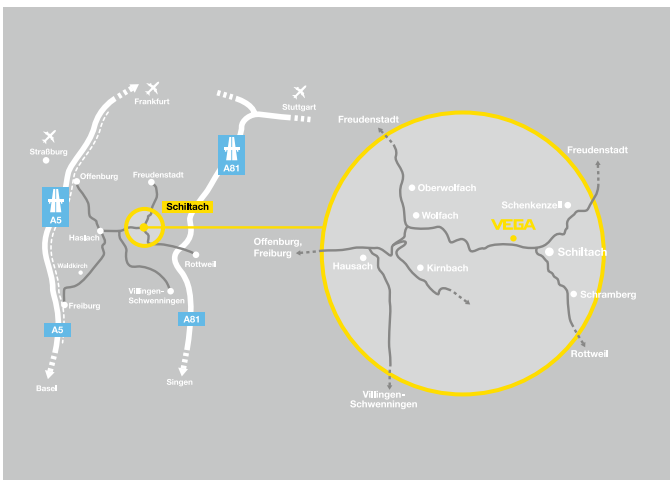 Frankfurt
Stuttgart
Straßburg
Offenburg
Freudenstadt
A81
A5
Schiltach
Haslach
Waldkirch
Rottweil
Villingen-
Schwenningen
Freiburg
A5
A81
Basel
Singen
Freudenstadt
Freudenstadt
Oberwolfach
Schenkenzell
Wolfach
VEGA
Offenburg,
Freiburg
Hausach
Kirnbach
Schiltach
Schramberg
Rottweil
Villingen-
Schwenningen